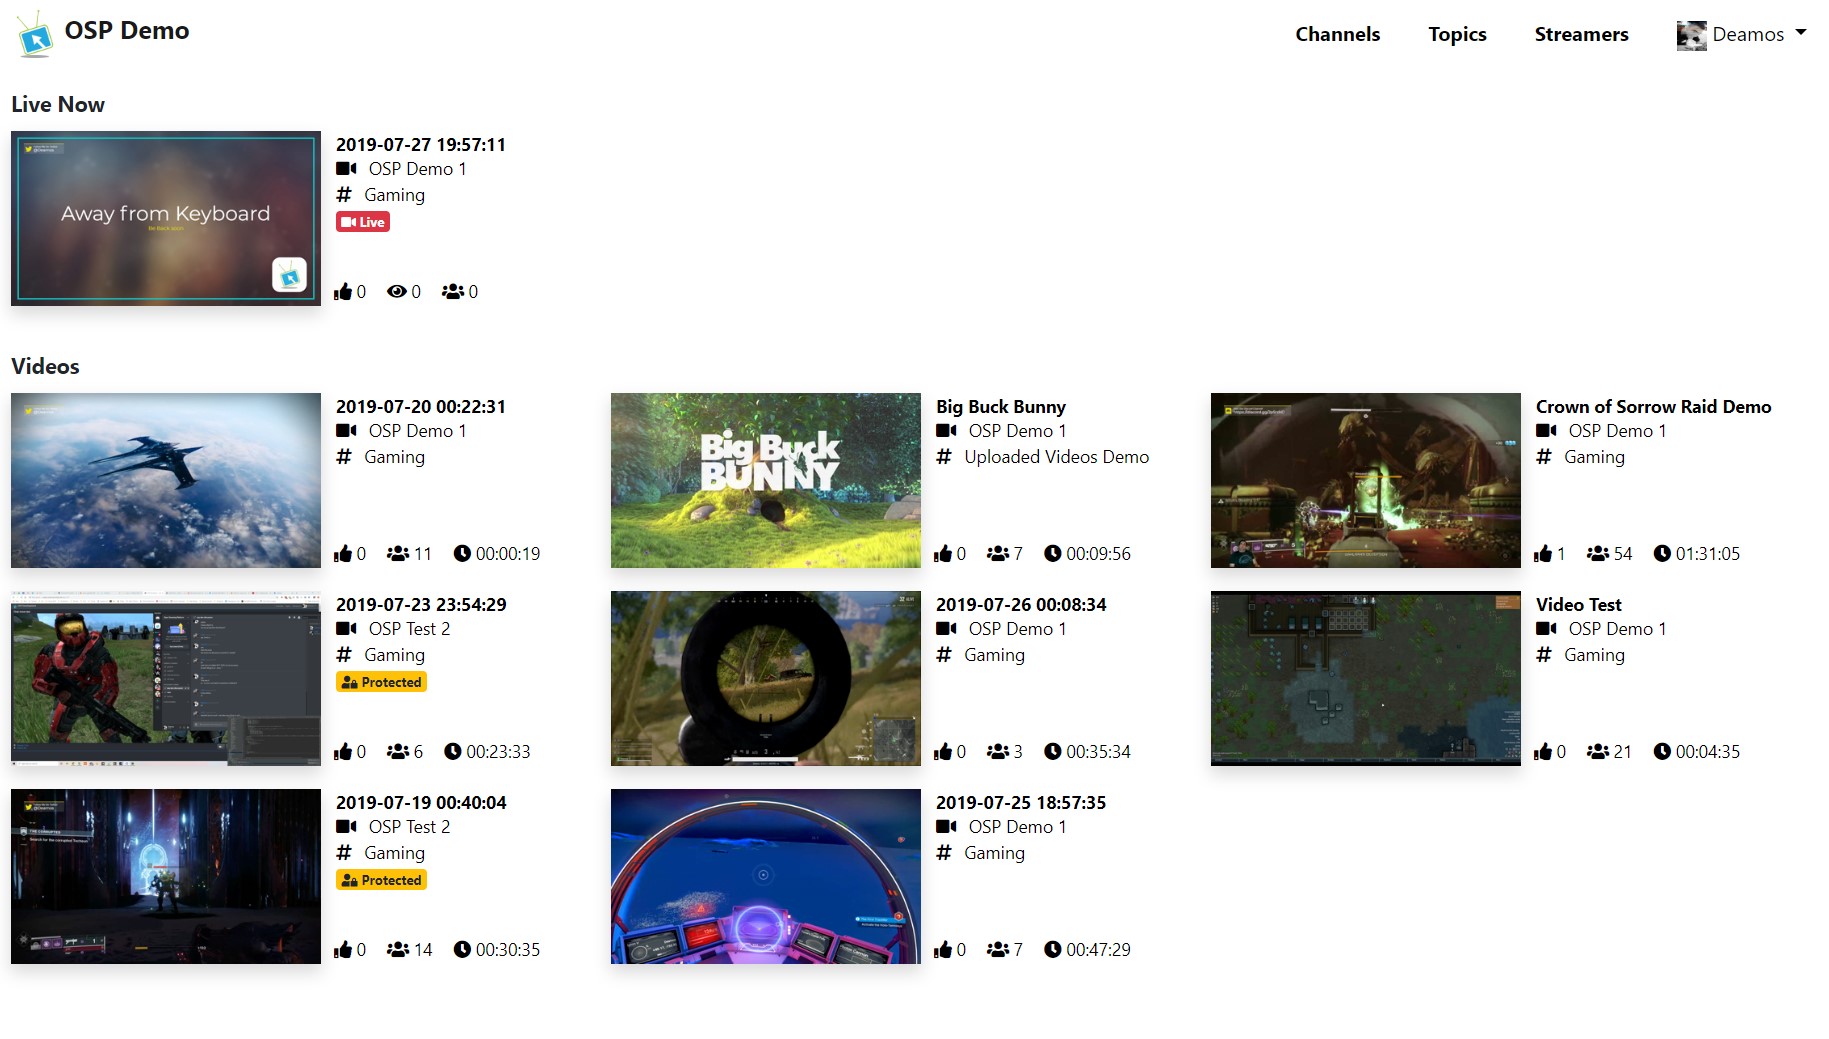 OSP Demo
Channels
Topics
Streamers
Deamos
Live Now
Away from Keyboard
Be Back soon
2019-07-27 19:57:11
OSP Demo 1
# Gaming
Live
0 0 0
Videos
2019-07-20 00:22:31
OSP Demo 1
# Gaming
0 11 00:00:19
Big Buck
BUNNY
Big Buck Bunny
OSP Demo 1
# Uploaded Videos Demo
0 7 00:09:56
Crown of Sorrow Raid Demo
OSP Demo 1
# Gaming
1 54 01:31:05
2019-07-23 23:54:29
OSP Test 2
# Gaming
Protected
0 6 00:23:33
2019-07-26 00:08:34
OSP Demo 1
# Gaming
0 3 00:35:34
Video Test
OSP Demo 1
# Gaming
0 21 00:04:35
2019-07-19 00:40:04
OSP Test 2
# Gaming
Protected
0 14 00:30:35
2019-07-25 18:57:35
OSP Demo 1
# Gaming
0 7 00:47:29